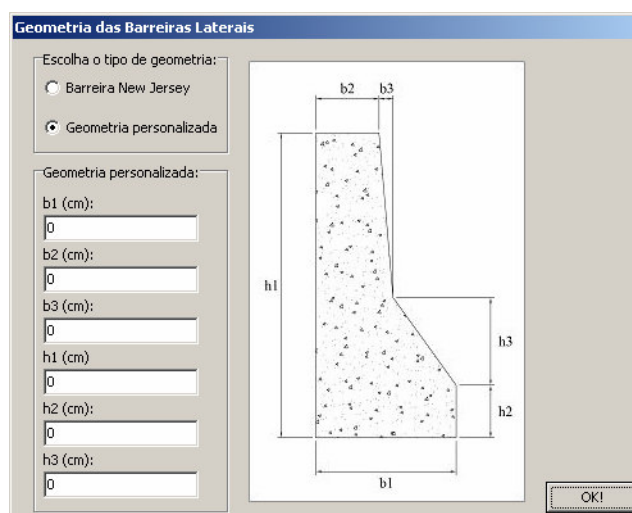 Geometria das Barreiras Laterais
Escolha o tipo de geometria:
Barreira New Jersey
Geometria personalizada
Geometria personalizada:
b1 (cm):
0
b2 (cm):
0
b3 (cm):
0
h1 (cm)
0
h2 (cm):
0
h3 (cm):
0
b2 b3
h1
h3
h2
b1
OK!